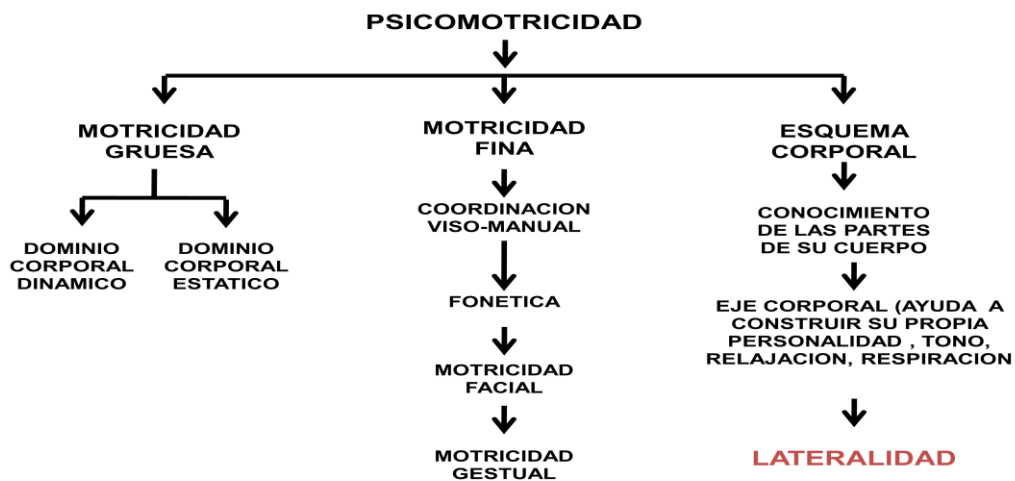 PSICOMOTRICIDAD
MOTRICIDAD
GRUESA
DOMINIO
CORPORAL
DINAMICO
DOMINIO
CORPORAL
ESTATICO
MOTRICIDAD
FINA
COORDINACION
VISO-MANUAL
FONETICA
MOTRICIDAD
FACIAL
MOTRICIDAD
GESTUAL
ESQUEMA
CORPORAL
CONOCIMIENTO
DE LAS PARTES
DE SU CUERPO
EJE CORPORAL (AYUDA A
CONSTRUIR SU PROPIA
PERSONALIDAD , TONO,
RELAJACION, RESPIRACION
LATERALIDAD